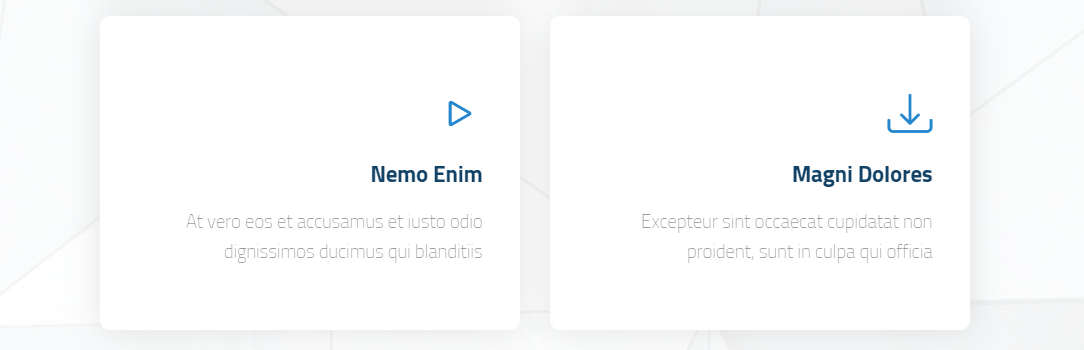 Nemo Enim
At vero eos et accusamus et iusto odio
dignissimos ducimus qui blanditiis
Magni Dolores
Excepteur sint occaecat cupidatat non
proident, sunt in culpa qui officia